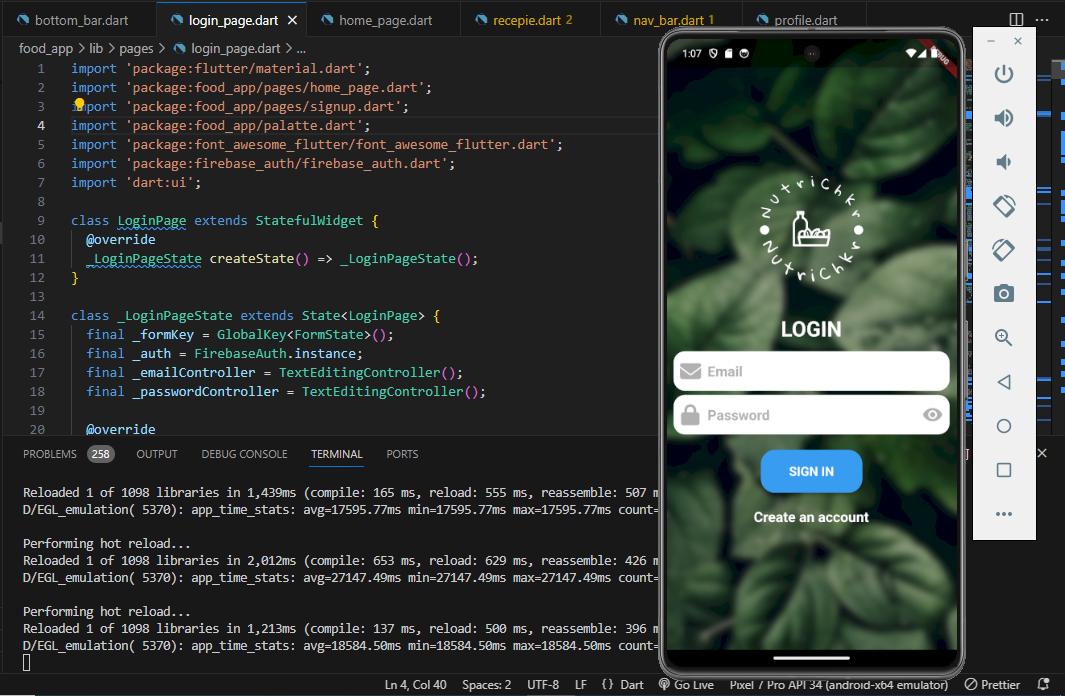 bottom_bar.dart login_page.dart home_page.dart recepie.dart 2 nav_bar.dart 1 profile.dart
food_app > lib > pages > login_page.dart > ...
1 import 'package:flutter/material.dart';
2 import 'package:food_app/pages/home_page.dart';
3 import 'package:food_app/pages/signup.dart';
4 import 'package:food_app/palatte.dart';
5 import 'package:font_awesome_flutter/font_awesome_flutter.dart';
6 import 'package:firebase_auth/firebase_auth.dart';
7 import 'dart:ui';
8
9 class LoginPage extends StatefulWidget {
10 @override
11 _LoginPageState createState() => _LoginPageState();
12 }
13
14 class _LoginPageState extends State<LoginPage> {
15 final _formKey = GlobalKey<FormState>();
16 final _auth = FirebaseAuth.instance;
17 final _emailController = TextEditingController();
18 final _passwordController = TextEditingController();
19
20 @override
PROBLEMS 258 OUTPUT DEBUG CONSOLE TERMINAL PORTS
Reloaded 1 of 1098 libraries in 1,439ms (compile: 165 ms, reload: 555 ms, reassemble: 507 m
D/EGL_emulation( 5370): app_time_stats: avg=17595.77ms min=17595.77ms max=17595.77ms count=
Performing hot reload...
Reloaded 1 of 1098 libraries in 2,012ms (compile: 653 ms, reload: 629 ms, reassemble: 426 m
D/EGL_emulation( 5370): app_time_stats: avg=27147.49ms min=27147.49ms max=27147.49ms count=
Performing hot reload...
Reloaded 1 of 1098 libraries in 1,213ms (compile: 137 ms, reload: 500 ms, reassemble: 396 m
D/EGL_emulation( 5370): app_time_stats: avg=18584.50ms min=18584.50ms max=18584.50ms count=
1:07
DEBUG
NutriChkr
NutriChkr
LOGIN
Email
Password
SIGN IN
Create an account
Ln 4, Col 40 Spaces: 2 UTF-8 LF {} Dart Go Live Pixel 7 Pro API 34 (android-x64 emulator) Prettier